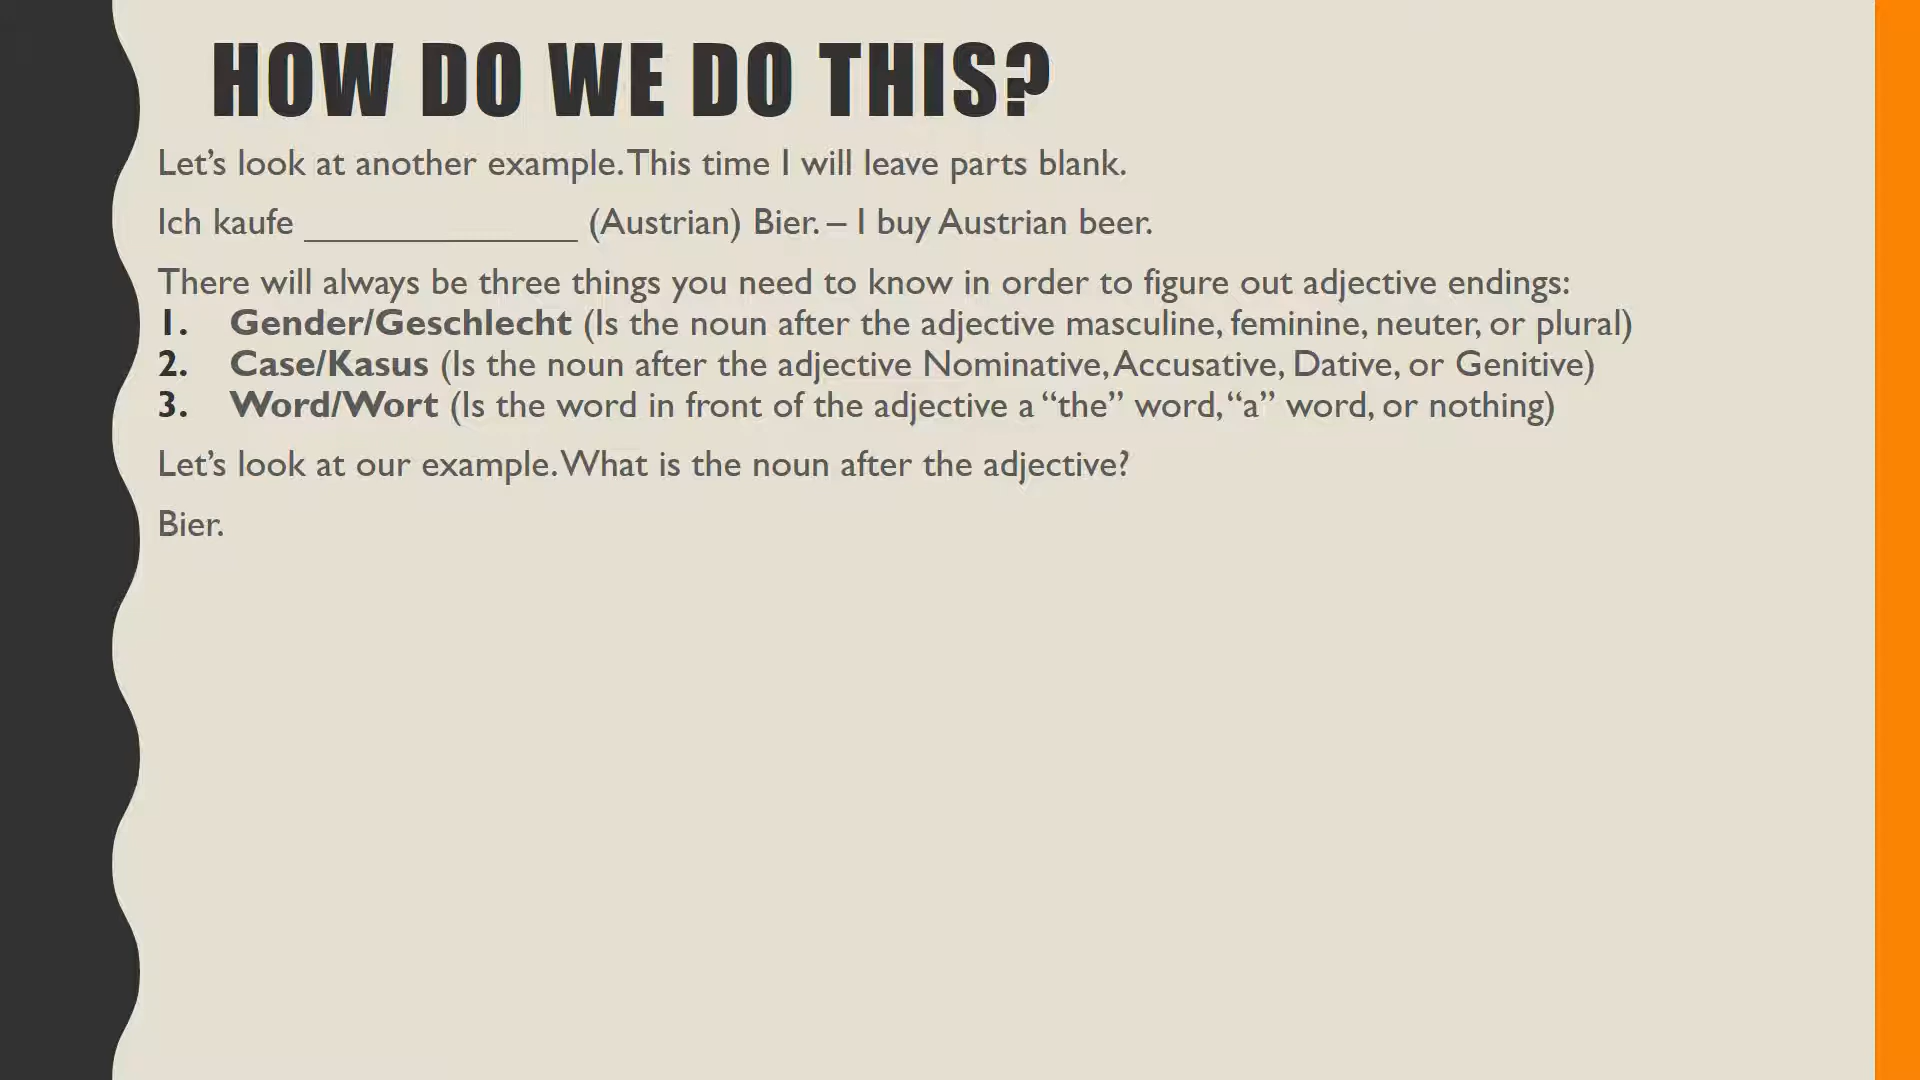 HOW DO WE DO THIS?
Let’s look at another example. This time I will leave parts blank.
Ich kaufe ______________ (Austrian) Bier. – I buy Austrian beer.
There will always be three things you need to know in order to figure out adjective endings:
1. Gender/Geschlecht (Is the noun after the adjective masculine, feminine, neuter, or plural)
2. Case/Kasus (Is the noun after the adjective Nominative, Accusative, Dative, or Genitive)
3. Word/Wort (Is the word in front of the adjective a “the” word, “a” word, or nothing)
Let’s look at our example. What is the noun after the adjective?
Bier.